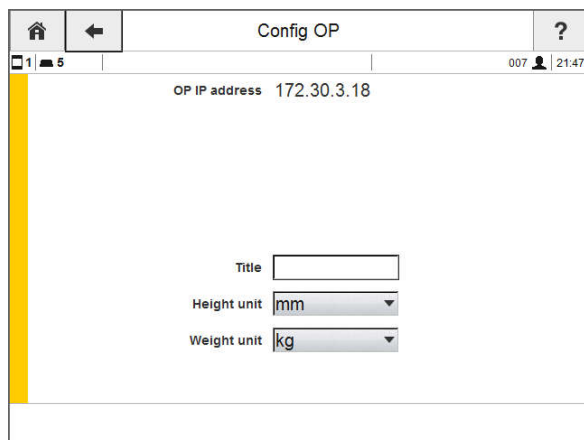 Config OP
?
1 5 007 21:47
OP IP address 172.30.3.18
Title
Height unit mm
Weight unit kg